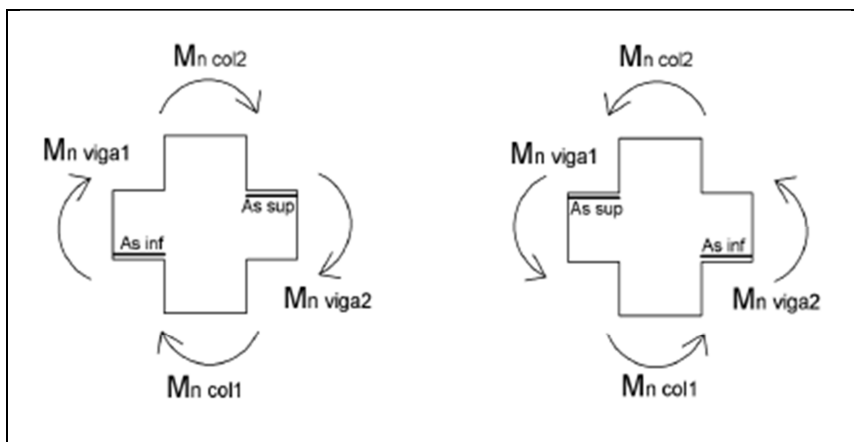 Mn col2
Mn viga1
As sup
As inf
Mn viga2
Mn col1
Mn col2
Mn viga1
As sup
As inf
Mn viga2
Mn col1